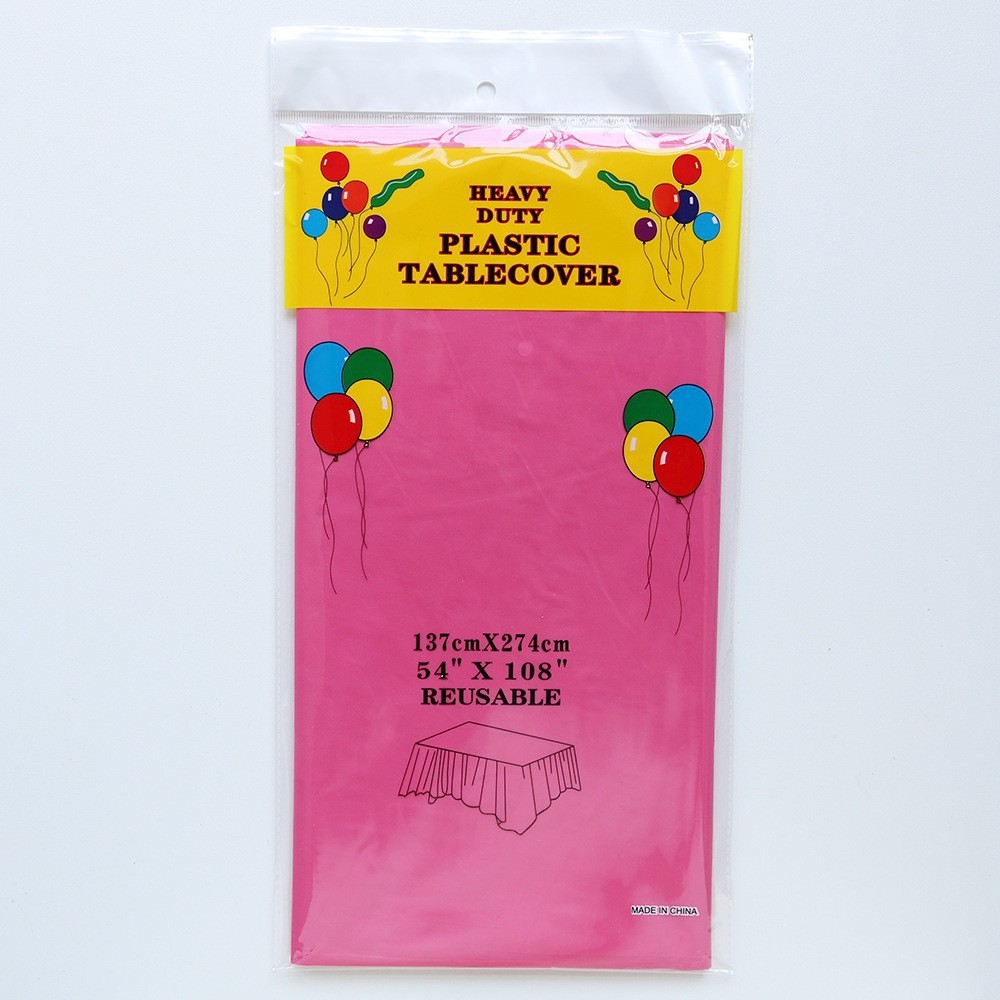 HEAVY
DUTY
PLASTIC
TABLECOVER
137cmX274cm
54" X 108"
REUSABLE
MADE IN CHINA